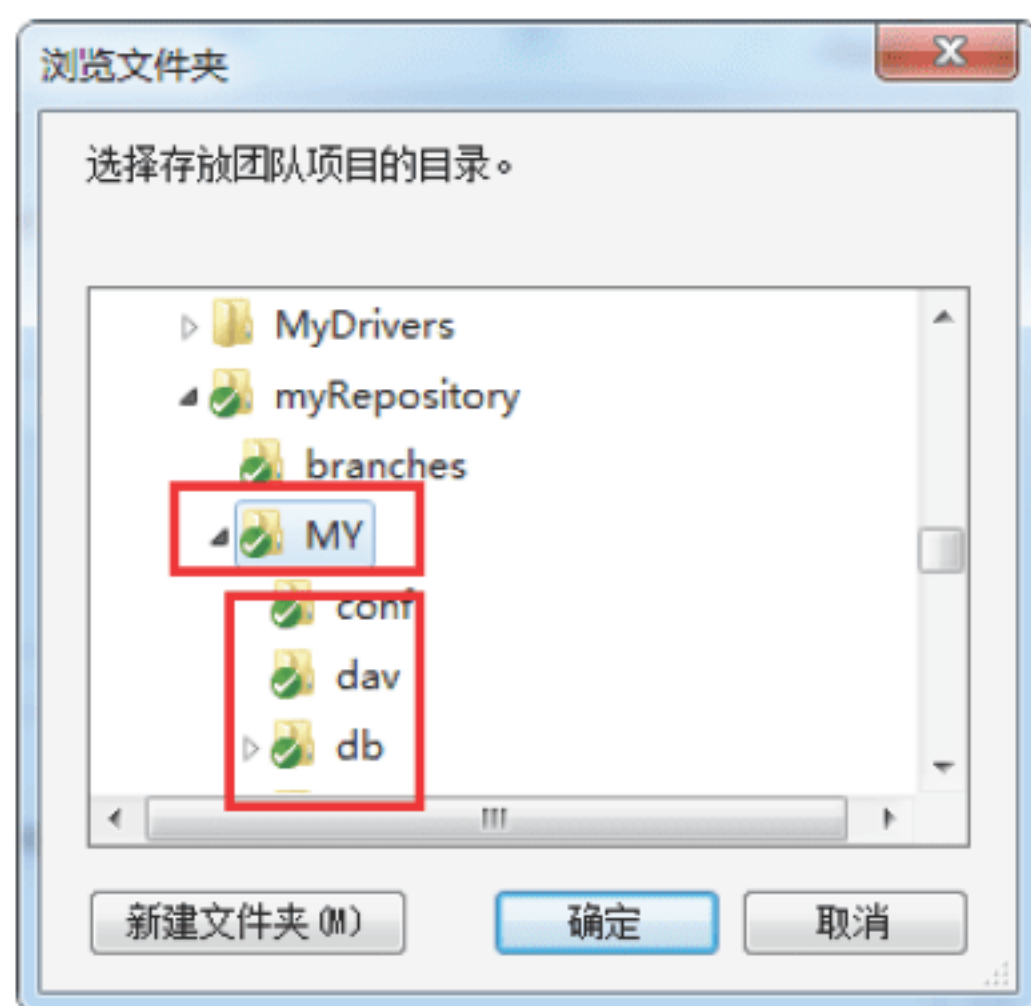 浏览文件夹
选择存放团队项目的目录。
MyDrivers
myRepository
branches
MY
conf
dav
db
新建文件夹(M)
确定
取消